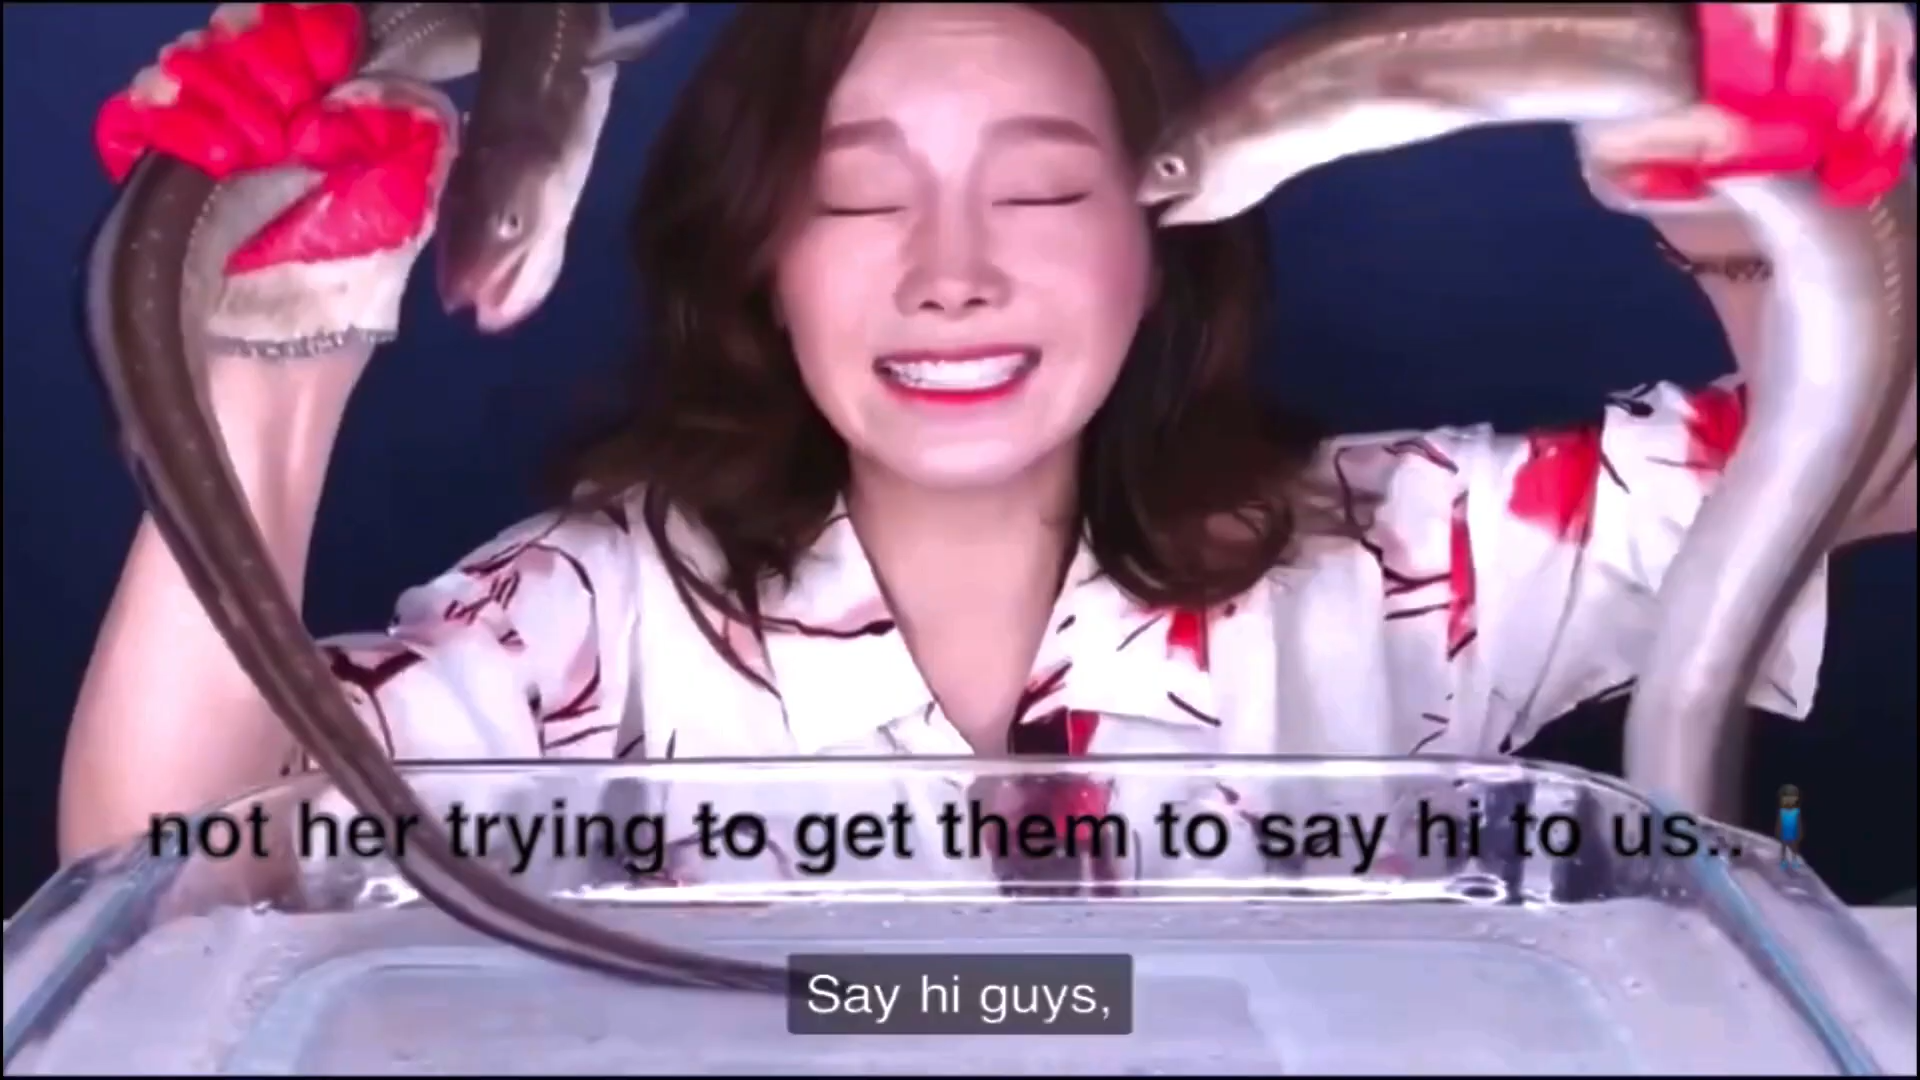 not her trying to get them to say hi to us.. 🧍🏾‍♂️
Say hi guys,